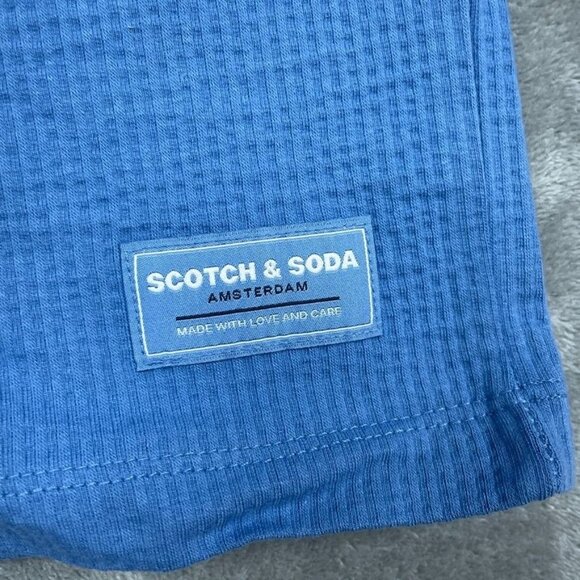 SCOTCH & SODA
AMSTERDAM
MADE WITH LOVE AND CARE